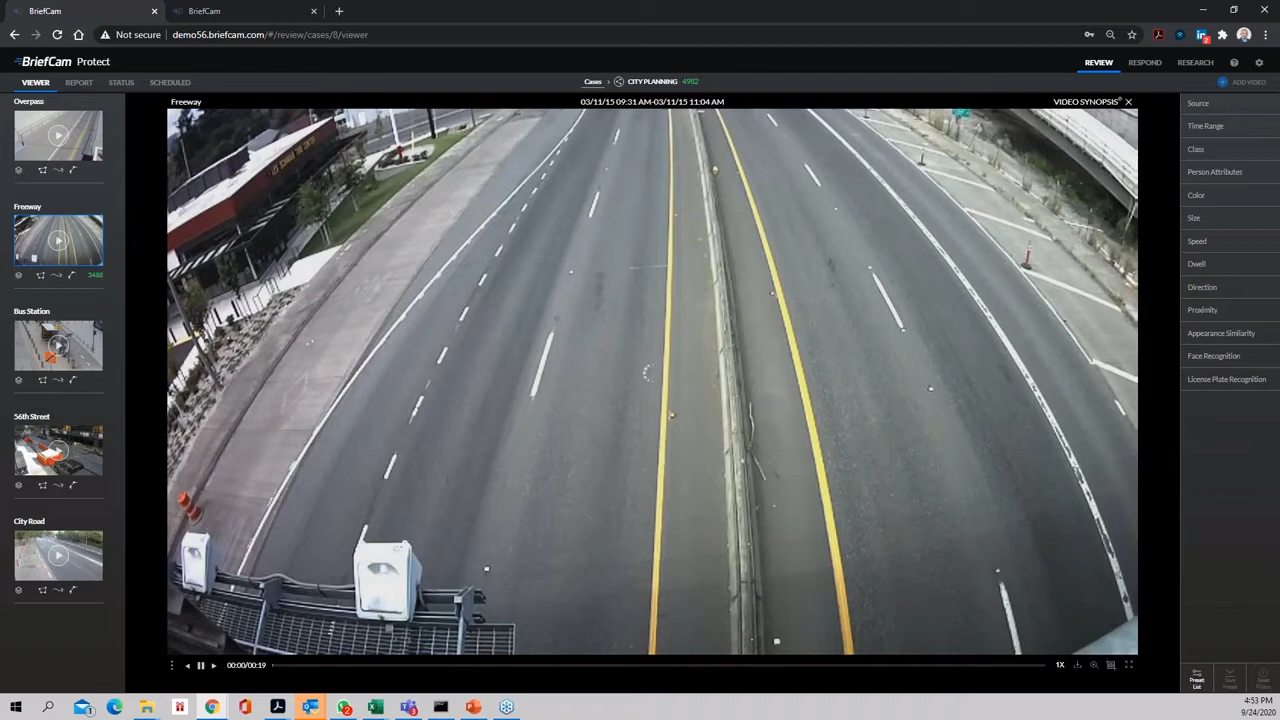 BriefCam
BriefCam
Not secure
demo56.briefcam.com/#/review/cases/8/viewer
2
BriefCam Protect
REVIEW
RESPOND
RESEARCH
VIEWER
REPORT
STATUS
SCHEDULED
Cases
CITY PLANNING 4982
ADD VIDEO
Overpass
Freeway
3488
Bus Station
56th Street
City Road
Freeway
03/11/15 09:31 AM-03/11/15 11:04 AM
VIDEO SYNOPSIS®
00:00/00:19
1X
Source
Time Range
Class
Person Attributes
Color
Size
Speed
Dwell
Direction
Proximity
Appearance Similarity
Face Recognition
License Plate Recognition
Preset
List
Save
Preset
Reset
4:53 PM
9/24/2020